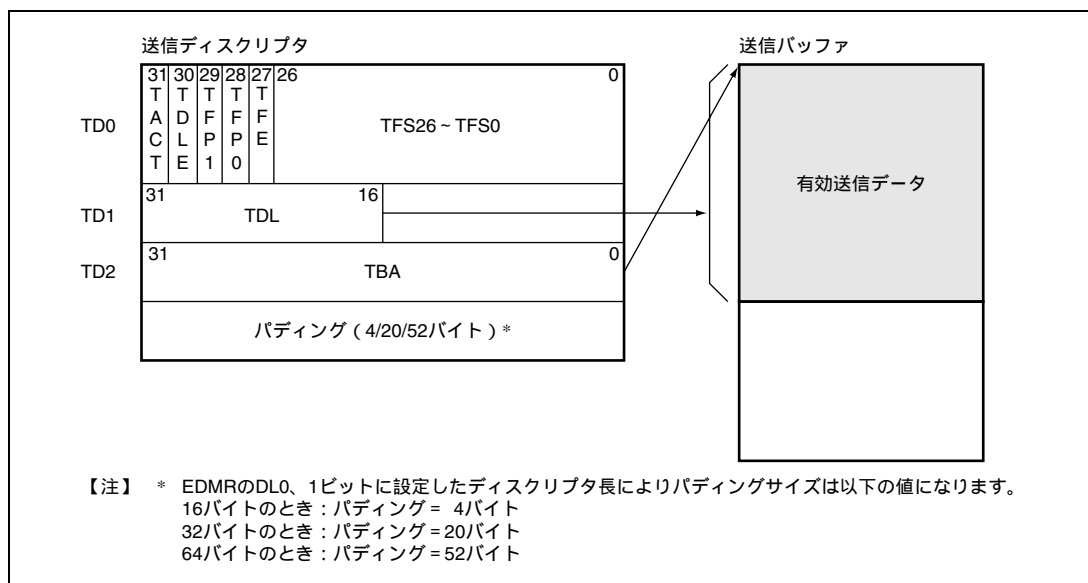 送信ディスクリプタ
送信バッファ
31 30 29 28 27 26 0
TD0
TACT
TDLE
TFP1
TFP0
TFE
TFS26~TFS0
有効送信データ
31 16
TD1
TDL
31 0
TD2
TBA
パディング(4/20/52バイト)*
【注】 * EDMRのDL0、1ビットに設定したディスクリプタ長によりパディングサイズは以下の値になります。
16バイトのとき:パディング= 4バイト
32バイトのとき:パディング=20バイト
64バイトのとき:パディング=52バイト